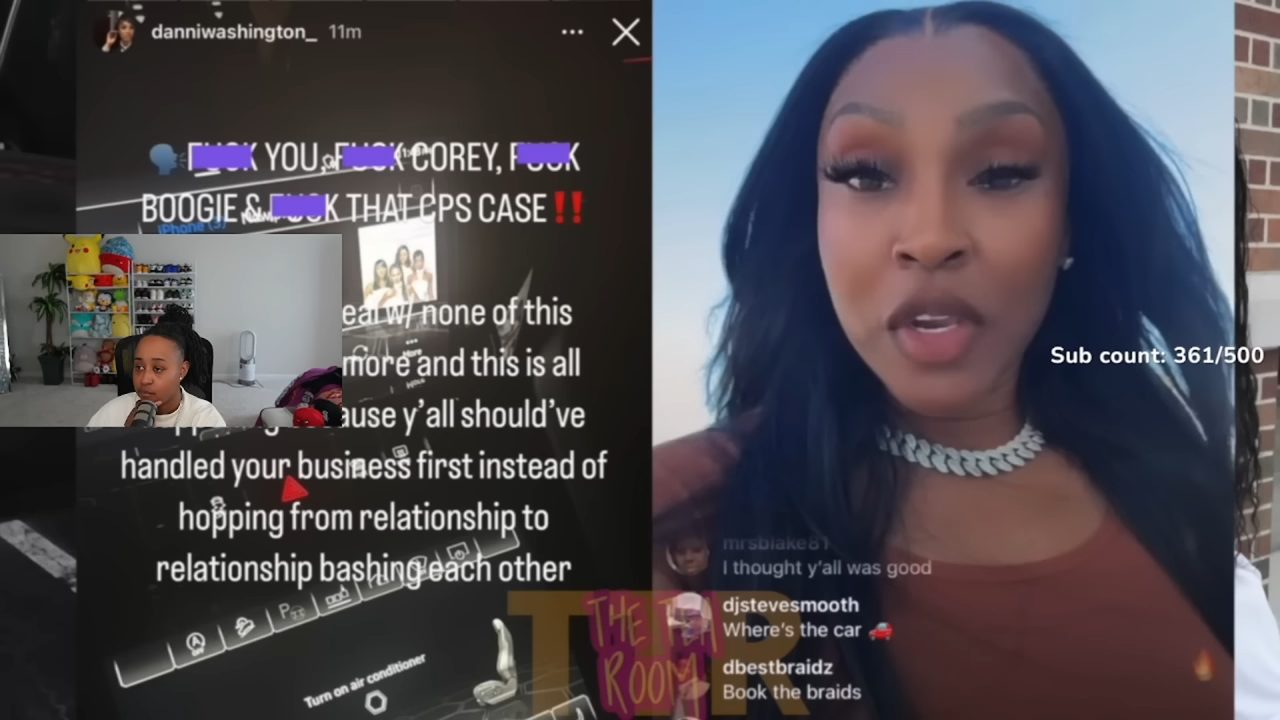 danniwashington_ 11m
YOU, COREY,
BOOGIE & THAT CPS CASE‼️
iPhone (3)
w/ none of this
more and this is all
y'all should've
handled your business first instead of
hopping from relationship to
relationship bashing each other
Turn on air conditioner
THE TEA
ROOM
mrsblake81
I thought y'all was good
djstevesmooth
Where's the car 🚗
dbestbraidz
Book the braids
Sub count: 361/500